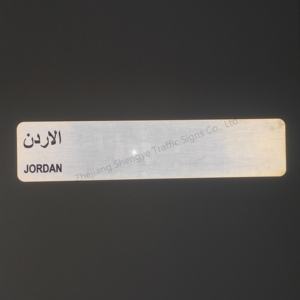 الاردن
JORDAN
Zhejiang Shengye Traffic Signs Co., Ltd.